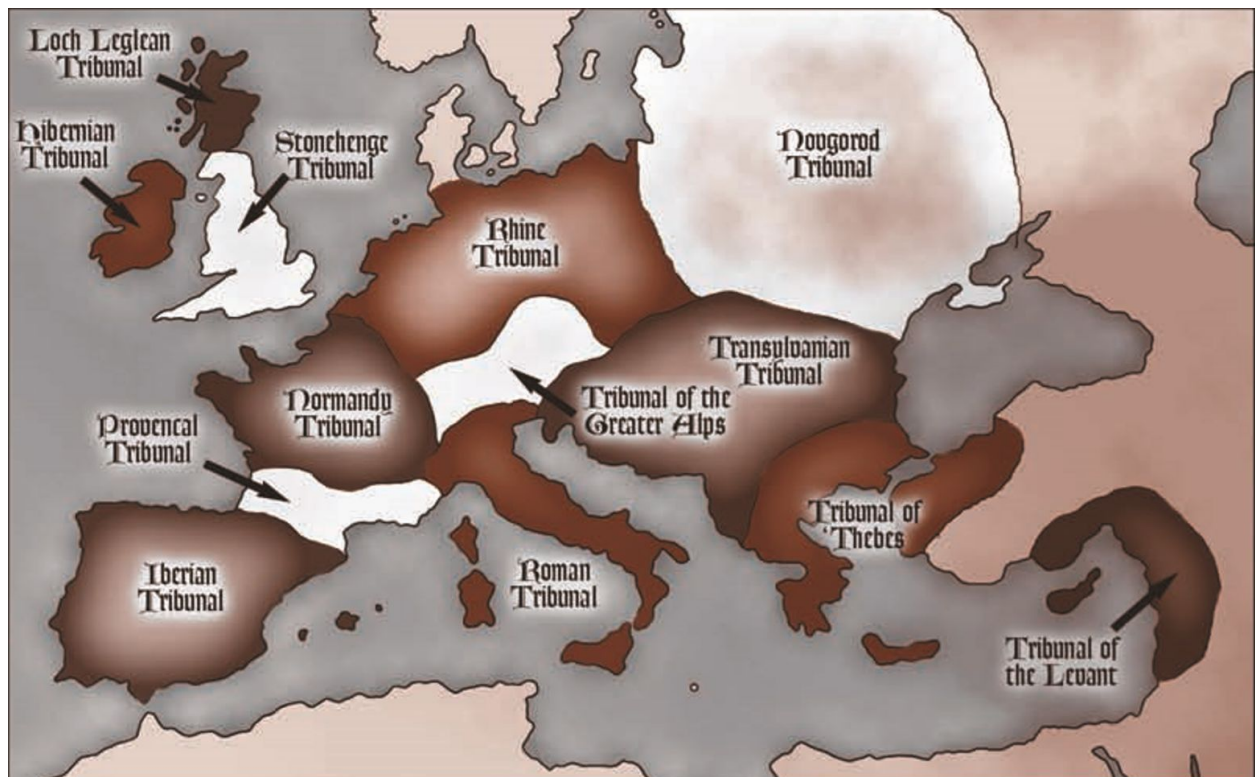 Loch Leglean
Tribunal
Hibernian
Tribunal
Stonehenge
Tribunal
Novgorod
Tribunal
Rhine
Tribunal
Transylvanian
Tribunal
Normandy
Tribunal
Tribunal of the
Greater Alps
Provencal
Tribunal
Tribunal of
Thebes
Iberian
Tribunal
Roman
Tribunal
Tribunal of
the Levant